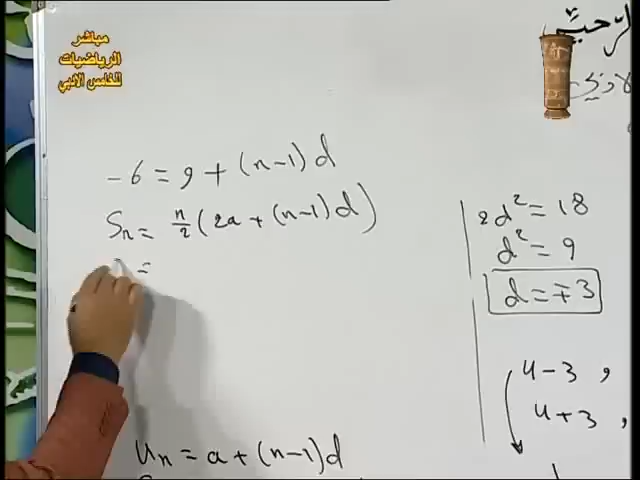 مباشر
الرياضيات
للخامس الادبي
-6 = 9 + (n-1)d
Sn = n/2 (2a + (n-1)d)
=
Un = a + (n-1)d
2d² = 18
d² = 9
d = ∓3
4-3 ,
4+3 ,